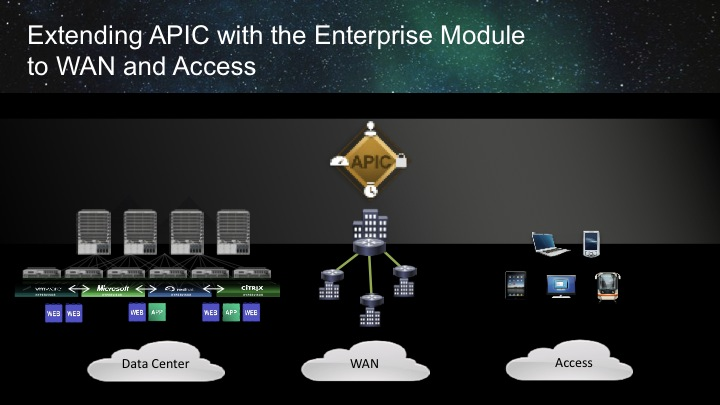 Extending APIC with the Enterprise Module
to WAN and Access
APIC
vmware Microsoft redhat CITRIX
WEB WEB WEB APP WEB APP WEB
Data Center WAN Access